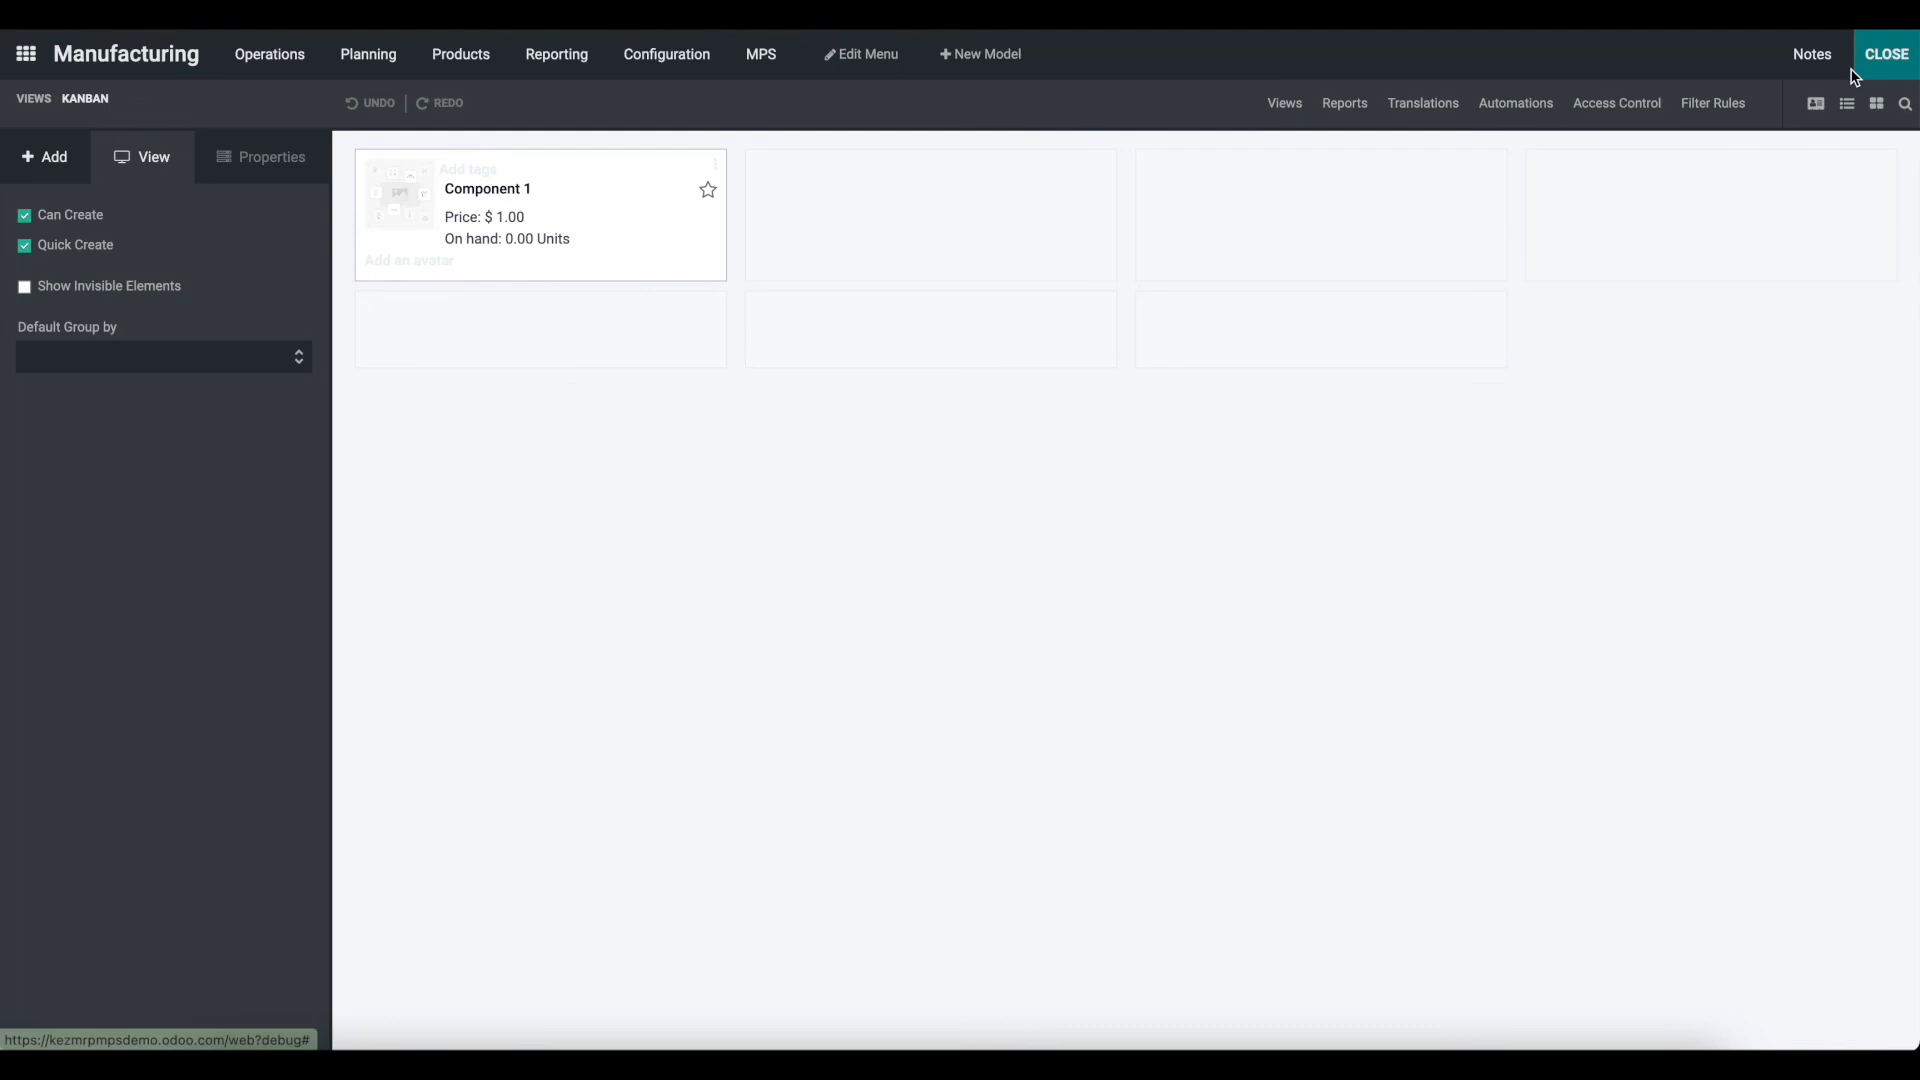 Manufacturing Operations Planning Products Reporting Configuration MPS Edit Menu New Model Notes CLOSE
VIEWS KANBAN UNDO REDO Views Reports Translations Automations Access Control Filter Rules
Add View Properties
Can Create
Quick Create
Show Invisible Elements
Default Group by
Add tags
Component 1
Price: $ 1.00
On hand: 0.00 Units
Add an avatar
https://kezmrpmpsdemo.odoo.com/web?debug#